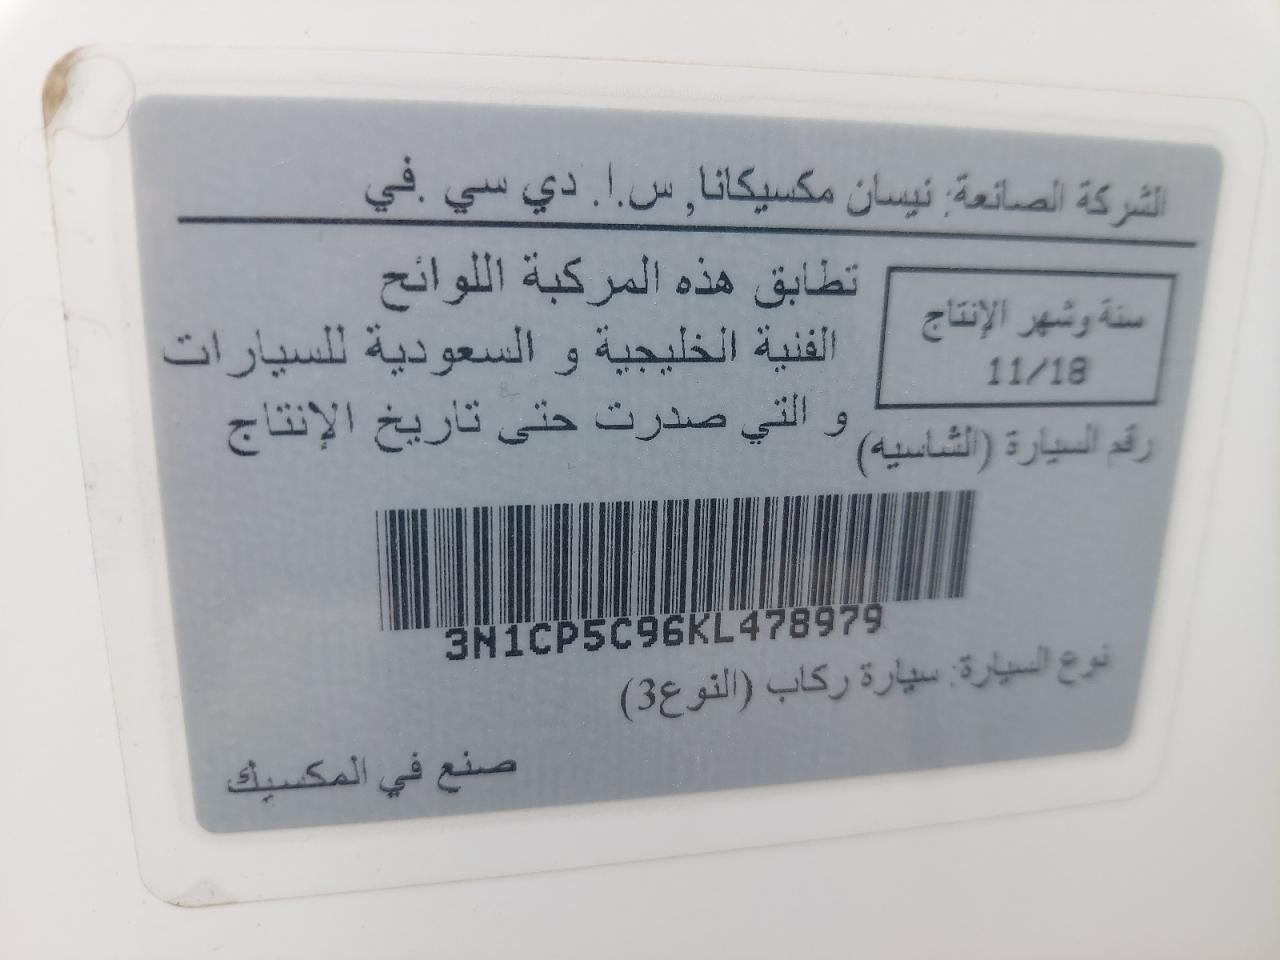 الشركة الصانعة: نيسان مكسيكانا, س.ا. دي سي .في
سنة وشهر الإنتاج
11/18
تطابق هذه المركبة اللوائح
الفنية الخليجية و السعودية للسيارات
و التي صدرت حتى تاريخ الإنتاج
رقم السيارة (الشاسيه)
3N1CP5C96KL478979
نوع السيارة: سيارة ركاب (النوع3)
صنع في المكسيك